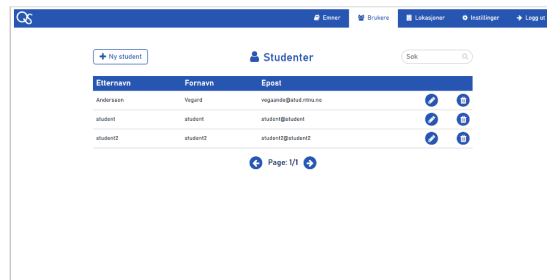 QS Emner Brukere Lokasjoner Instillinger Logg ut
+ Ny student Studenter Søk
Etternavn Fornavn Epost
Andersson Vegard vegaande@stud.ntnu.no
student student student@student
student2 student2 student2@student2
Page: 1/1